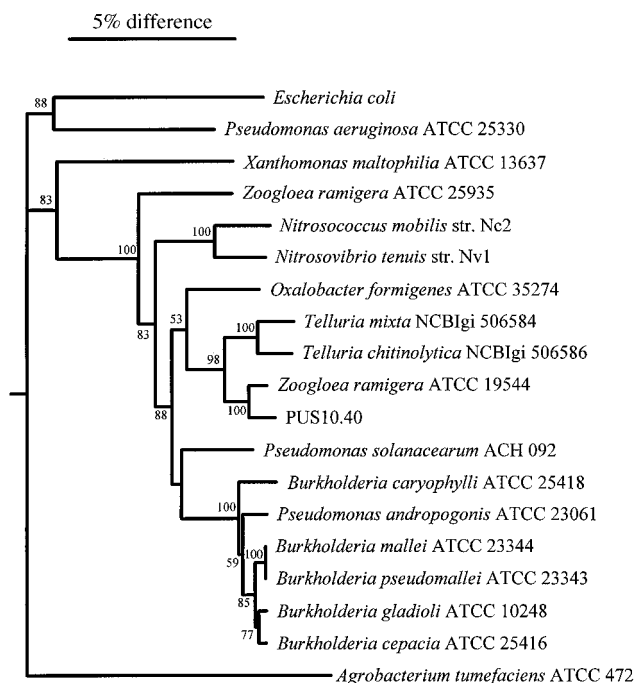 5% difference
88
Escherichia coli
Pseudomonas aeruginosa ATCC 25330
Xanthomonas maltophilia ATCC 13637
83
Zoogloea ramigera ATCC 25935
100
Nitrosococcus mobilis str. Nc2
100
Nitrosovibrio tenuis str. Nv1
Oxalobacter formigenes ATCC 35274
53
83
Telluria mixta NCBIgi 506584
100
Telluria chitinolytica NCBIgi 506586
98
Zoogloea ramigera ATCC 19544
100
PUS10.40
88
Pseudomonas solanacearum ACH 092
Burkholderia caryophylli ATCC 25418
100
Pseudomonas andropogonis ATCC 23061
59
100
Burkholderia mallei ATCC 23344
Burkholderia pseudomallei ATCC 23343
85
Burkholderia gladioli ATCC 10248
77
Burkholderia cepacia ATCC 25416
Agrobacterium tumefaciens ATCC 472